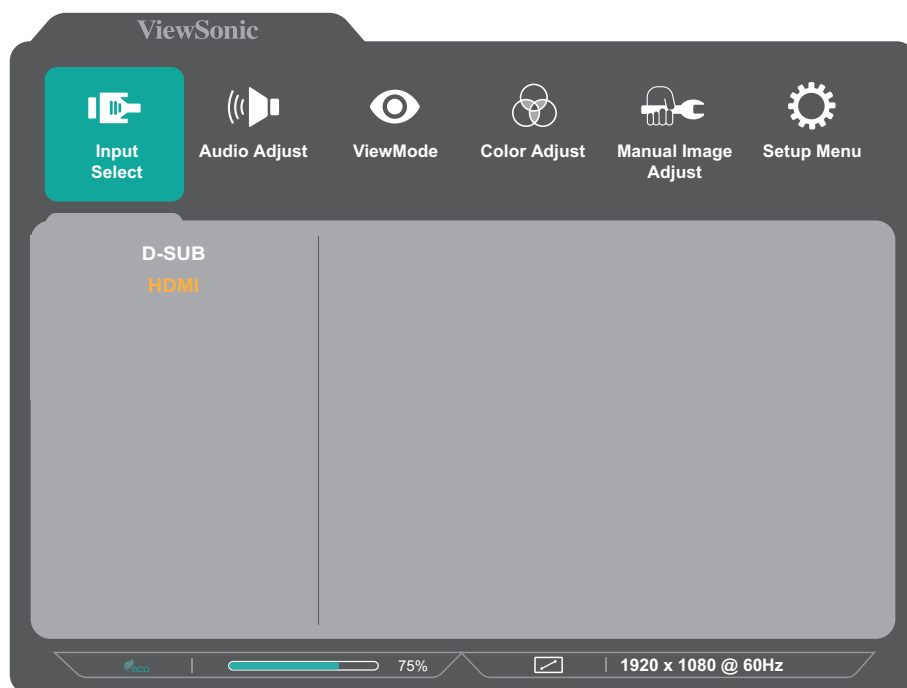 ViewSonic
Input
Select
Audio Adjust
ViewMode
Color Adjust
Manual Image
Adjust
Setup Menu
D-SUB
HDMI
ECO
75%
1920 x 1080 @ 60Hz